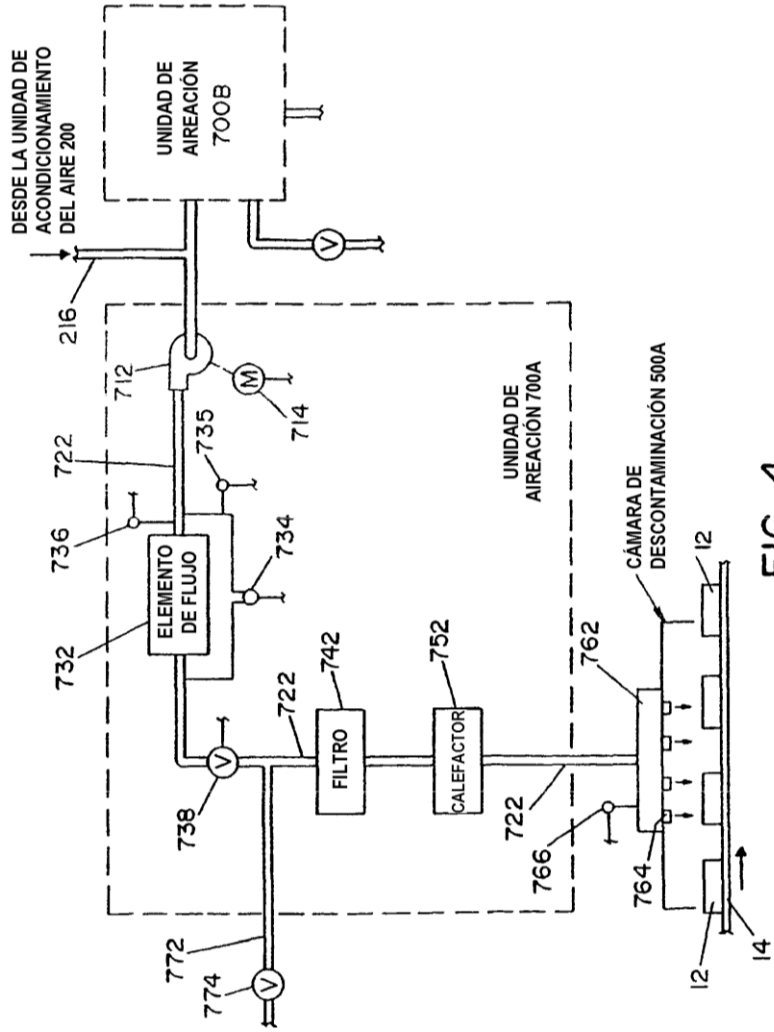 DESDE LA UNIDAD DE
ACONDICIONAMIENTO
DEL AIRE 200
216
UNIDAD DE
AIREACIÓN
700B
V
712
M
714
722
735
736
ELEMENTO
DE FLUJO
732
734
V
738
722
742
FILTRO
752
CALEFACTOR
UNIDAD DE
AIREACIÓN 700A
772
V
774
722
766
762
764
CÁMARA DE
DESCONTAMINACIÓN 500A
12
12
14
FIG. 4